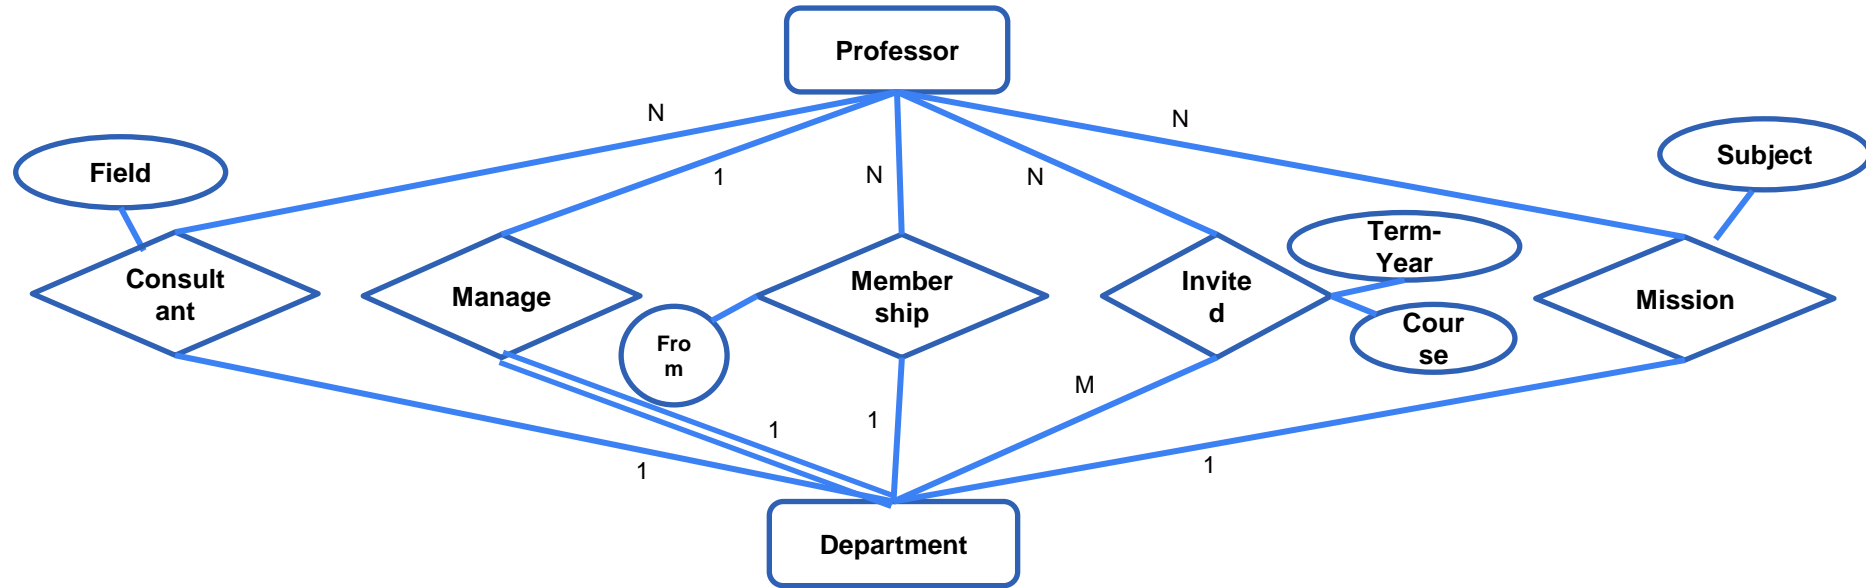 Professor
N
N
Field
Subject
1
N
N
Term-
Year
Consult
ant
Manage
Member
ship
Invite
d
Mission
Fro
m
Cour
se
M
1
1
1
1
Department